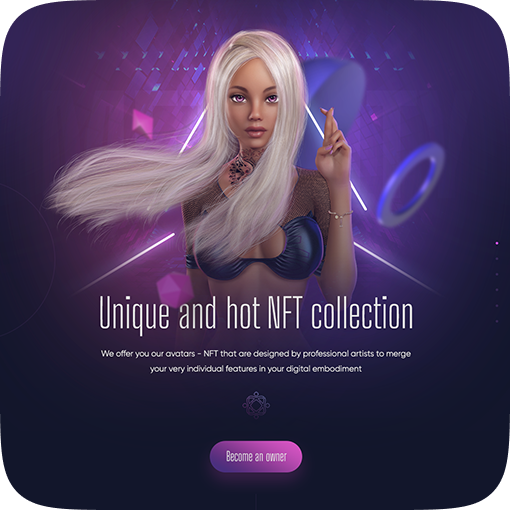 Unique and hot NFT collection
We offer you our avatars - NFT that are designed by professional artists to merge
your very individual features in your digital embodiment
Become an owner